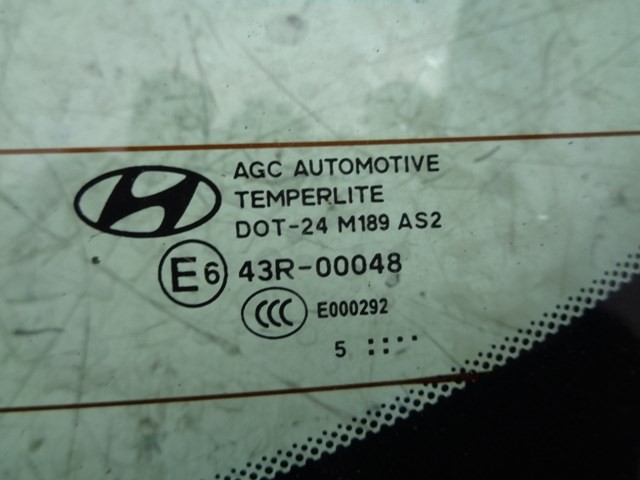 AGC AUTOMOTIVE
TEMPERLITE
DOT-24 M189 AS2
E6 43R-00048
CCC E000292
5